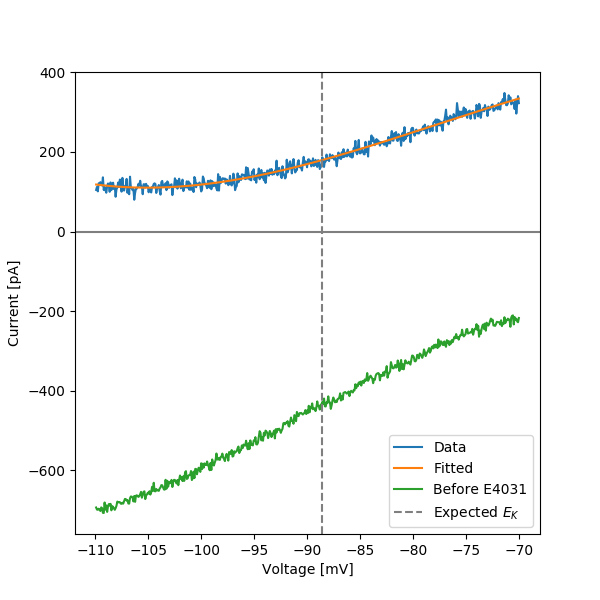 400
200
0
−200
−400
−600
Current [pA]
−110 −105 −100 −95 −90 −85 −80 −75 −70
Voltage [mV]
Data
Fitted
Before E4031
Expected E_K